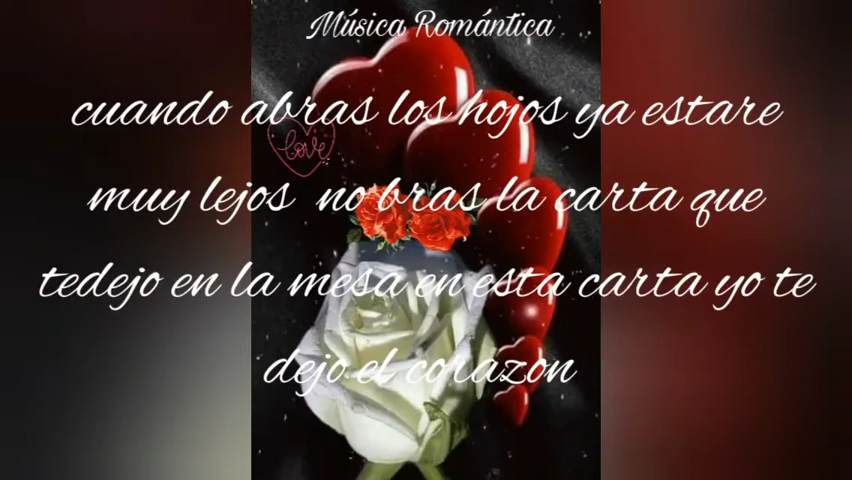 Música Romántica
cuando abras los hojos ya estare
love
muy lejos no bras la carta que
tedejo en la mesa en esta carta yo te
dejo el corazon